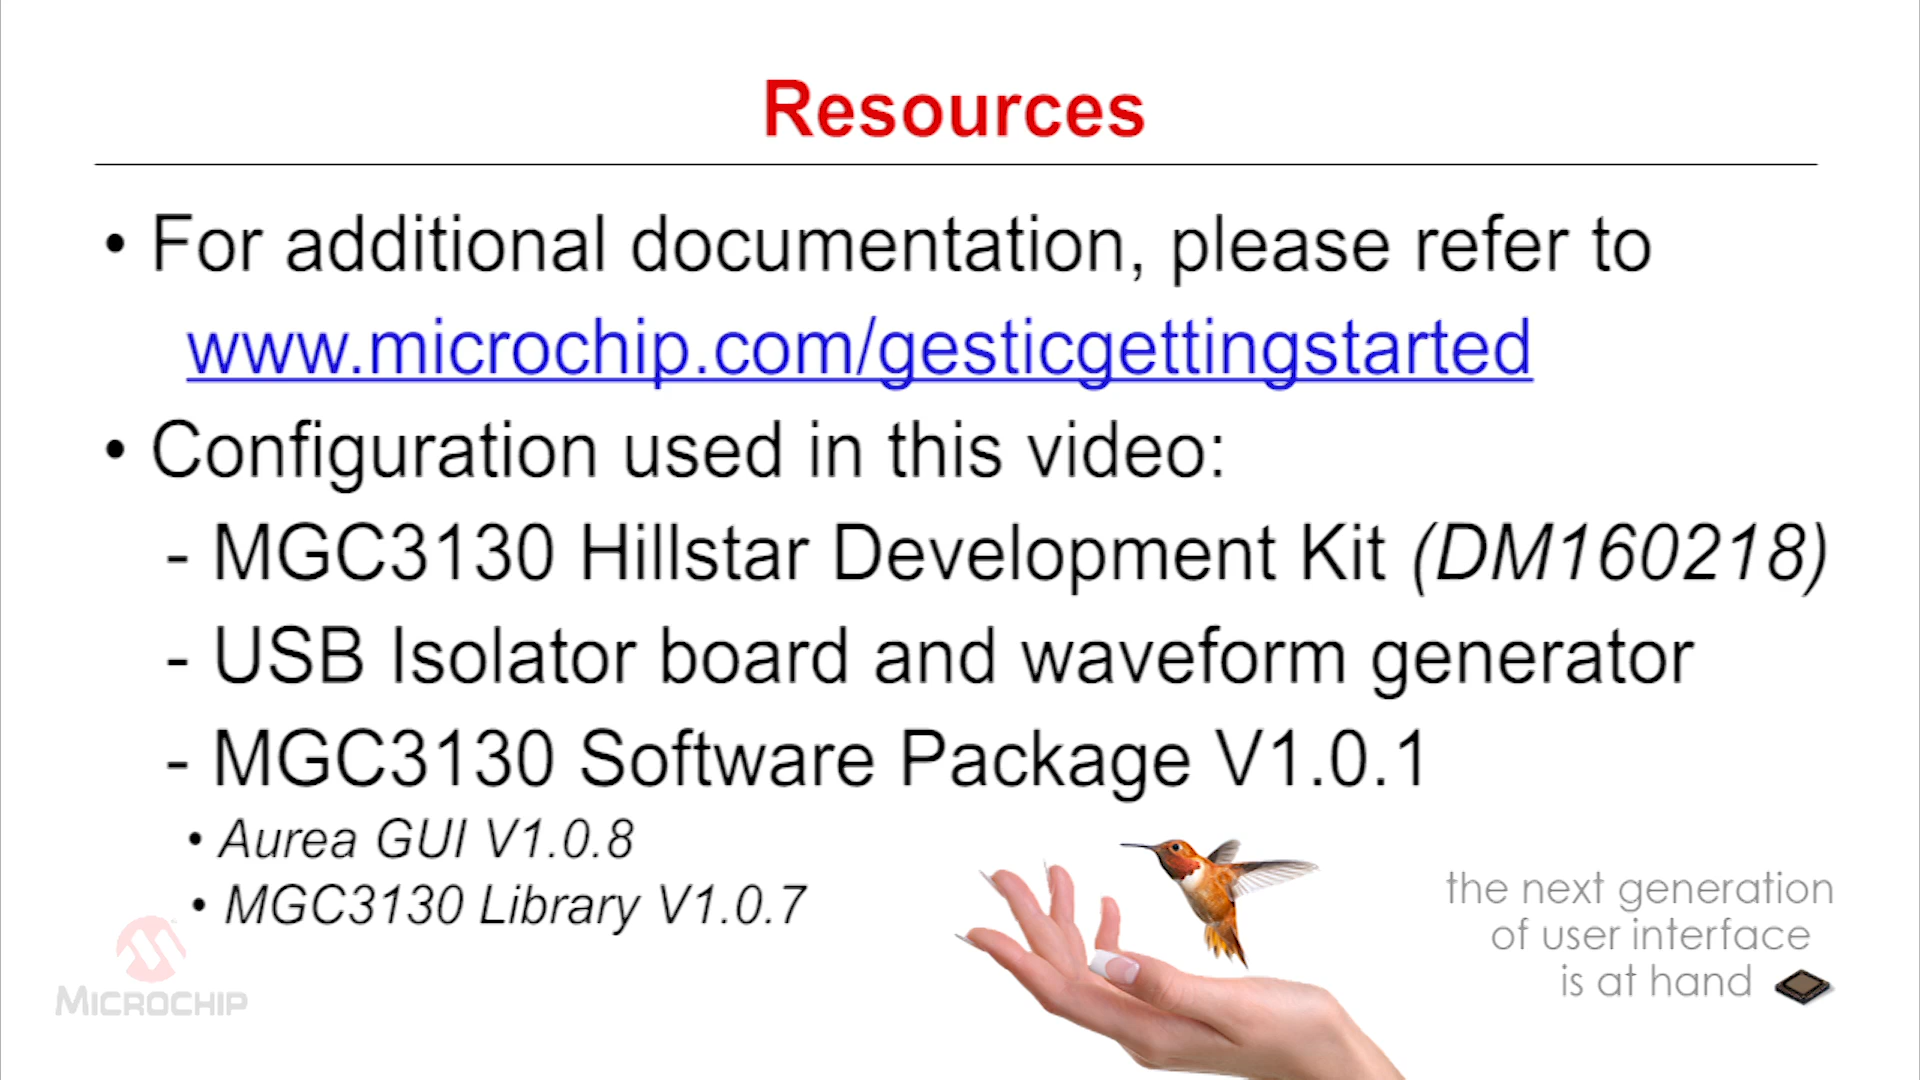 Resources
• For additional documentation, please refer to
www.microchip.com/gesticgettingstarted
• Configuration used in this video:
- MGC3130 Hillstar Development Kit (DM160218)
- USB Isolator board and waveform generator
- MGC3130 Software Package V1.0.1
• Aurea GUI V1.0.8
• MGC3130 Library V1.0.7
the next generation
of user interface
is at hand
MICROCHIP